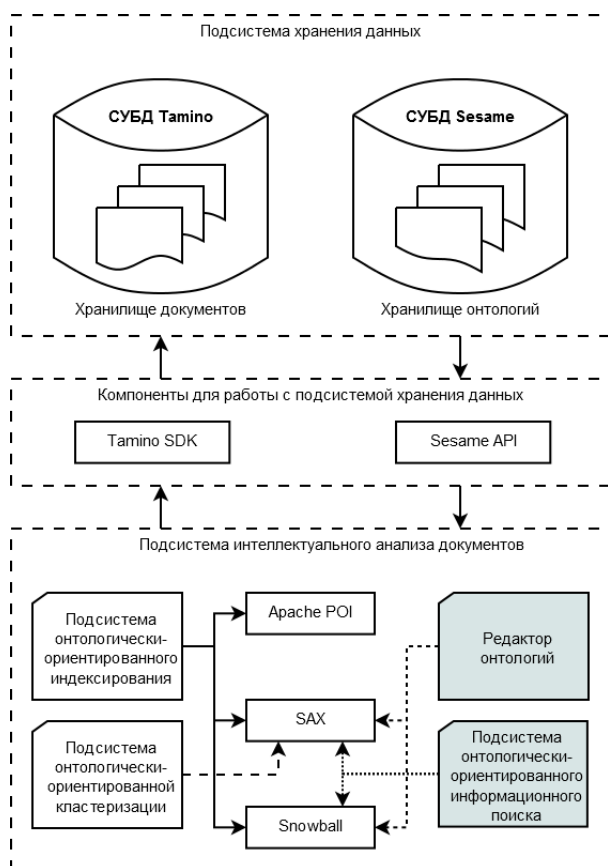 Подсистема хранения данных
СУБД Tamino
СУБД Sesame
Хранилище документов
Хранилище онтологий
Компоненты для работы с подсистемой хранения данных
Tamino SDK
Sesame API
Подсистема интеллектуального анализа документов
Подсистема
онтологически-
ориентированного
индексирования
Apache POI
Редактор
онтологий
SAX
Подсистема
онтологически-
ориентированной
кластеризации
Подсистема
онтологически-
ориентированного
информационного
поиска
Snowball